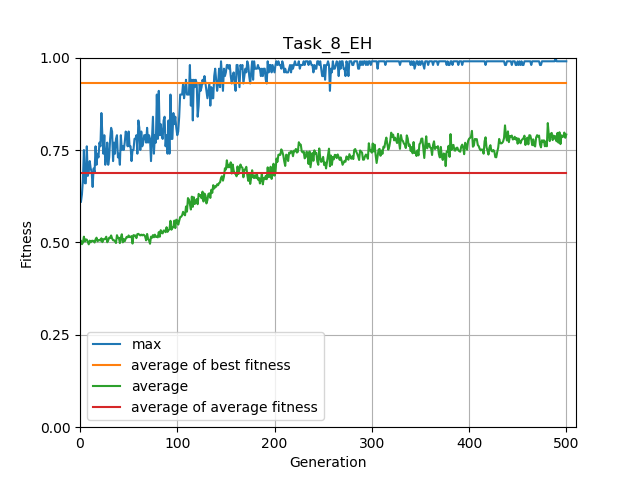 Task_8_EH
1.00
0.75
0.50
0.25
0.00
Fitness
max
average of best fitness
average
average of average fitness
0 100 200 300 400 500
Generation